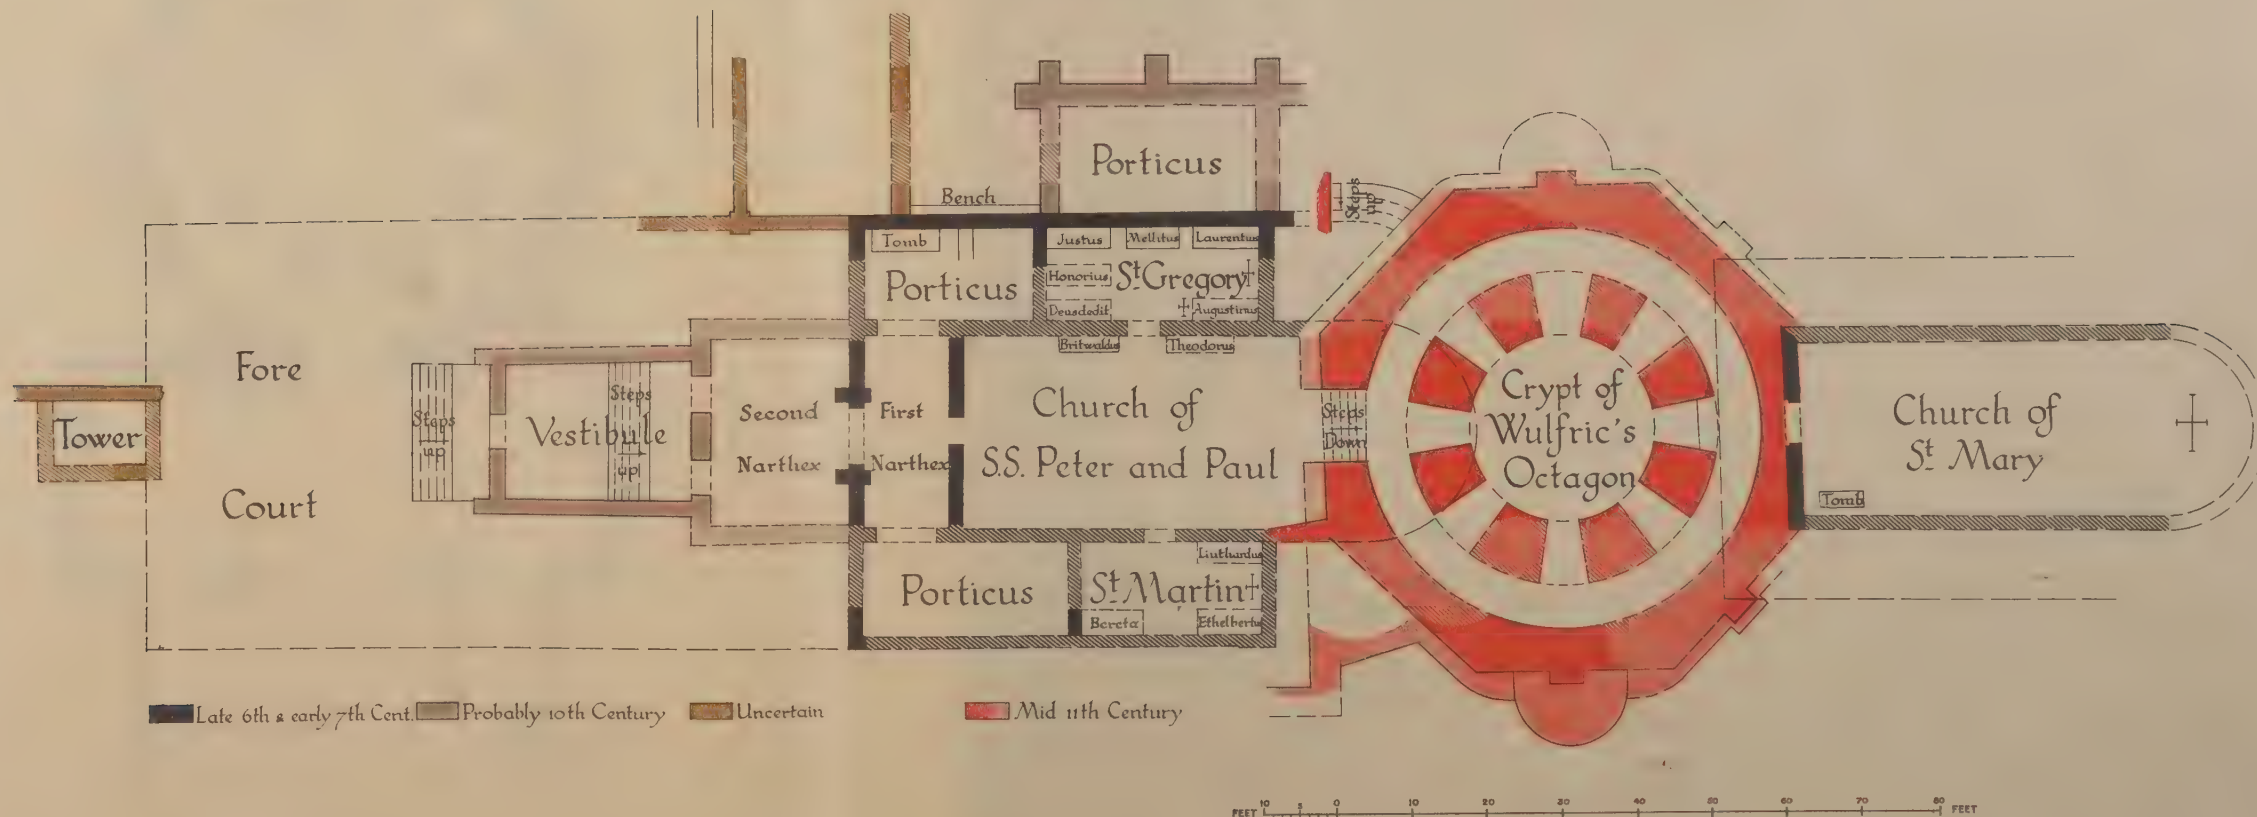 Porticus
Bench
Steps
up
Tomb
Justus
Mellitus
Laurentus
Porticus
Honorius
St. Gregory
Deusdedit
Augustinus
Britwaldus
Theodorus
Fore
Court
Tower
Steps
up
Vestibule
Steps
up
Second
Narthex
First
Narthex
Church of
S.S. Peter and Paul
Steps
Down
Crypt of
Wulfric's
Octagon
Church of
St. Mary
Tomb
Liuthardus
Porticus
St. Martin
Bereta
Ethelbertus
Late 6th & early 7th Cent.
Probably 10th Century
Uncertain
Mid 11th Century
FEET 10 5 0 10 20 30 40 50 60 70 80 FEET